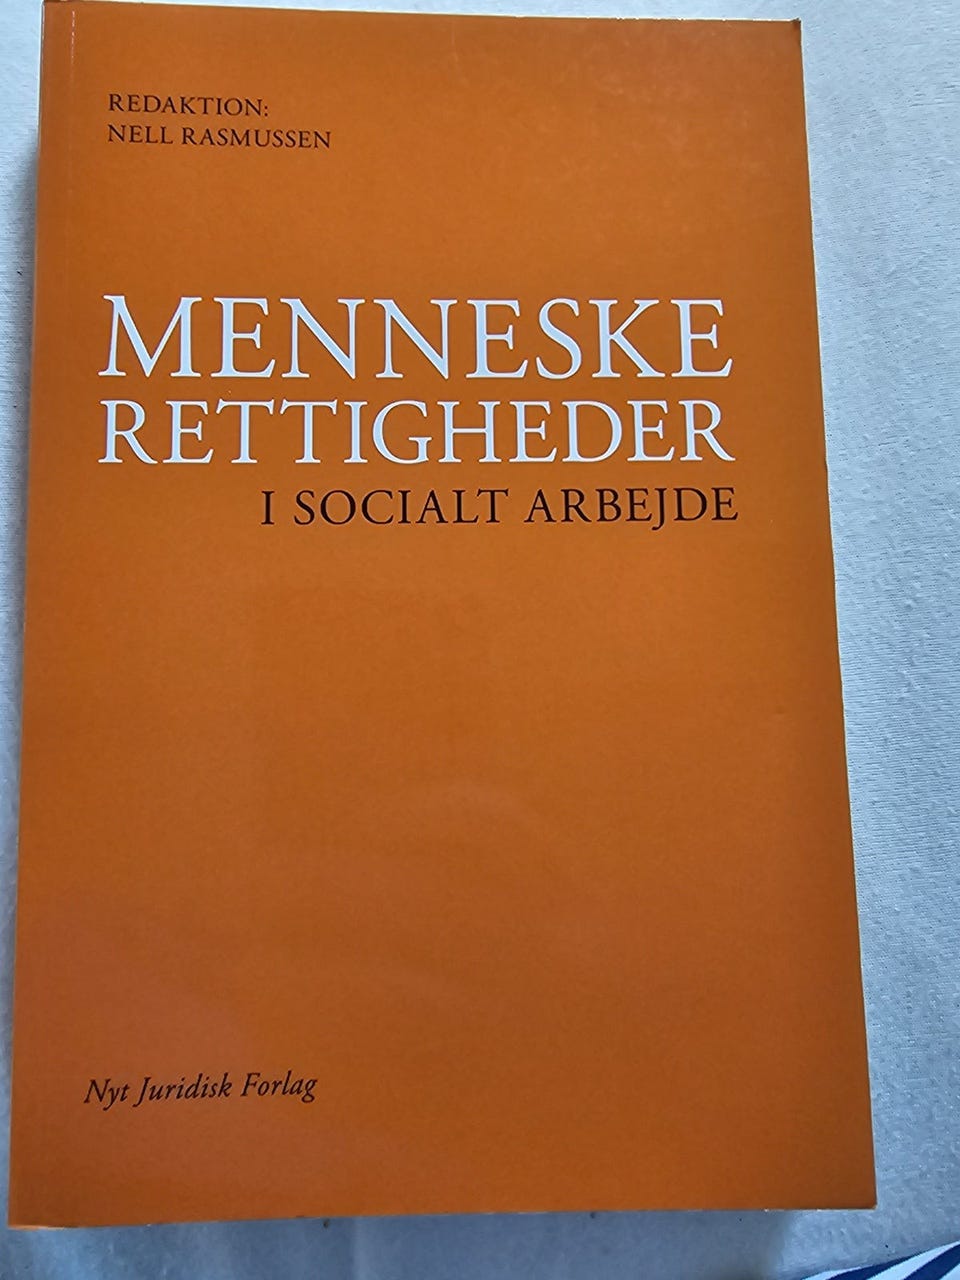 REDAKTION:
NELL RASMUSSEN
MENNESKE
RETTIGHEDER
I SOCIALT ARBEJDE
Nyt Juridisk Forlag